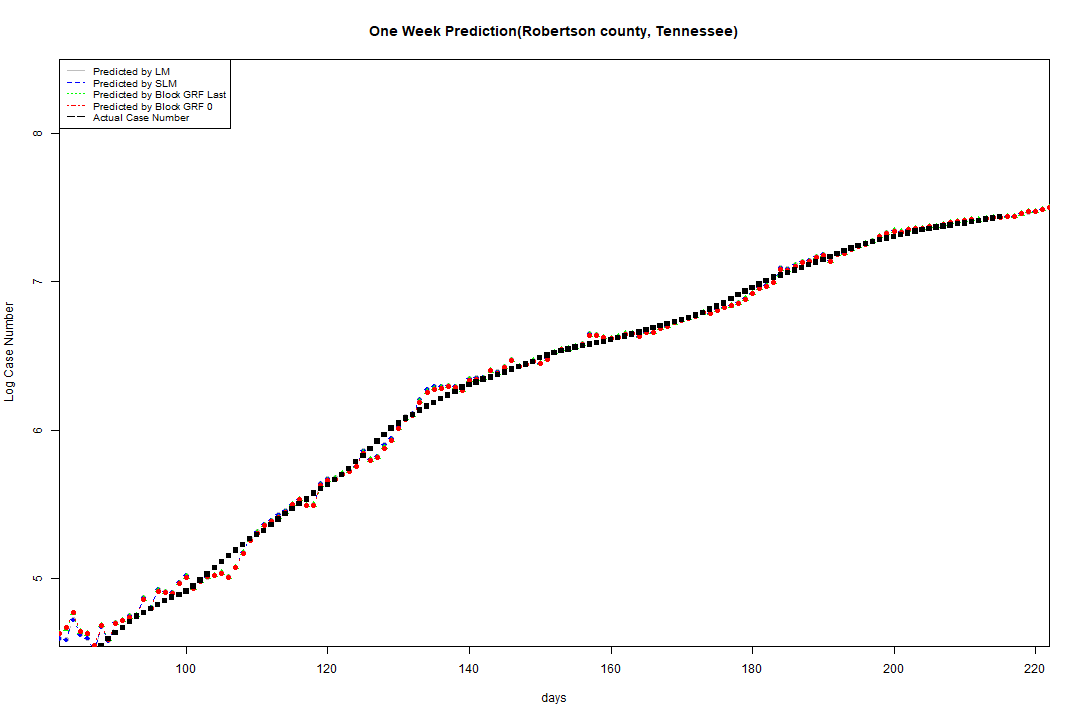 One Week Prediction(Robertson county, Tennessee)
Predicted by LM
Predicted by SLM
Predicted by Block GRF Last
Predicted by Block GRF 0
Actual Case Number
8
7
6
5
Log Case Number
100 120 140 160 180 200 220
days